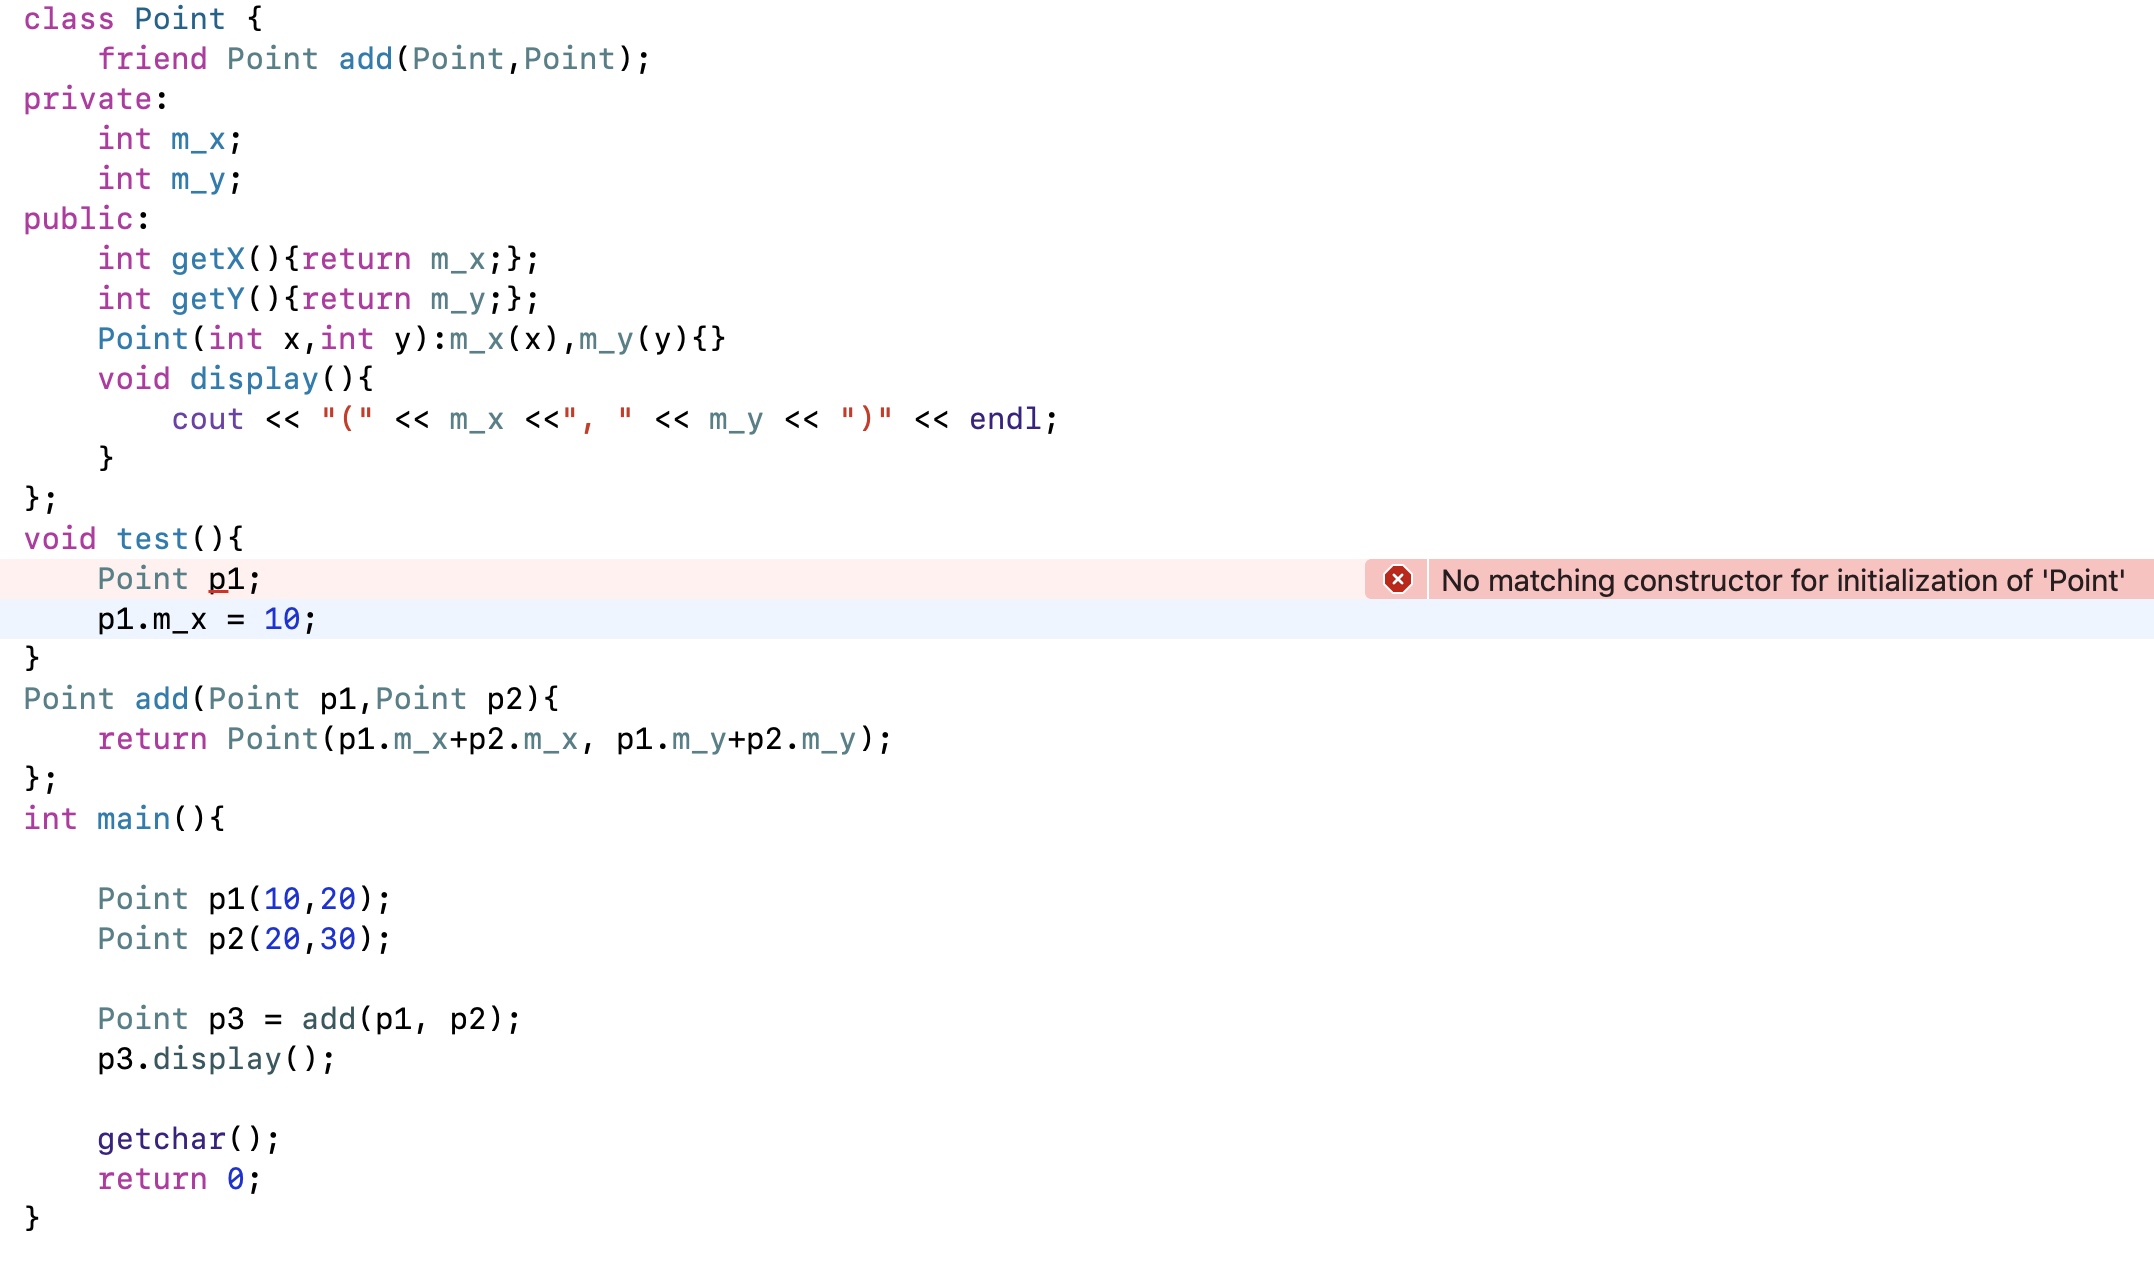 class Point {
    friend Point add(Point,Point);
private:
    int m_x;
    int m_y;
public:
    int getX(){return m_x;};
    int getY(){return m_y;};
    Point(int x,int y):m_x(x),m_y(y){}
    void display(){
        cout << "(" << m_x <<", " << m_y << ")" << endl;
    }
};
void test(){
    Point p1; No matching constructor for initialization of 'Point'
    p1.m_x = 10;
}
Point add(Point p1,Point p2){
    return Point(p1.m_x+p2.m_x, p1.m_y+p2.m_y);
};
int main(){
    Point p1(10,20);
    Point p2(20,30);
    Point p3 = add(p1, p2);
    p3.display();
    getchar();
    return 0;
}